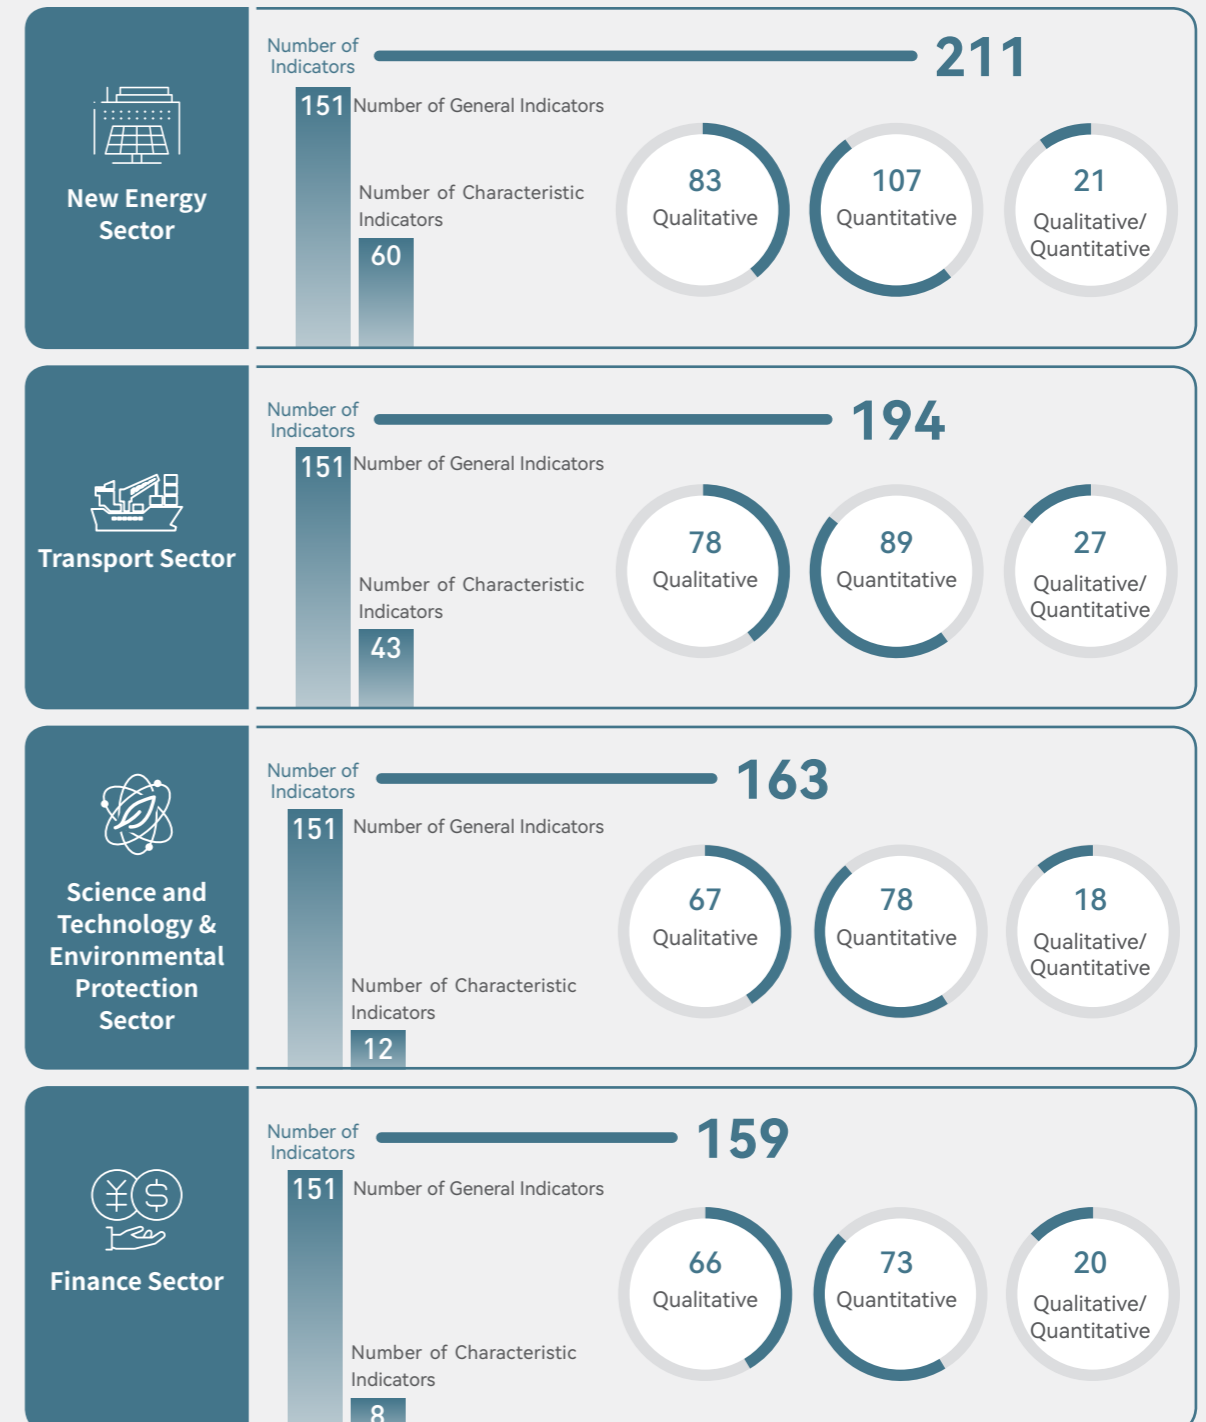 New Energy
Sector
Number of
Indicators
211
151
Number of General Indicators
Number of Characteristic
Indicators
60
83
Qualitative
107
Quantitative
21
Qualitative/
Quantitative
Transport Sector
Number of
Indicators
194
151
Number of General Indicators
Number of Characteristic
Indicators
43
78
Qualitative
89
Quantitative
27
Qualitative/
Quantitative
Science and
Technology &
Environmental
Protection
Sector
Number of
Indicators
163
151
Number of General Indicators
Number of Characteristic
Indicators
12
67
Qualitative
78
Quantitative
18
Qualitative/
Quantitative
¥ $
Finance Sector
Number of
Indicators
159
151
Number of General Indicators
Number of Characteristic
Indicators
8
66
Qualitative
73
Quantitative
20
Qualitative/
Quantitative